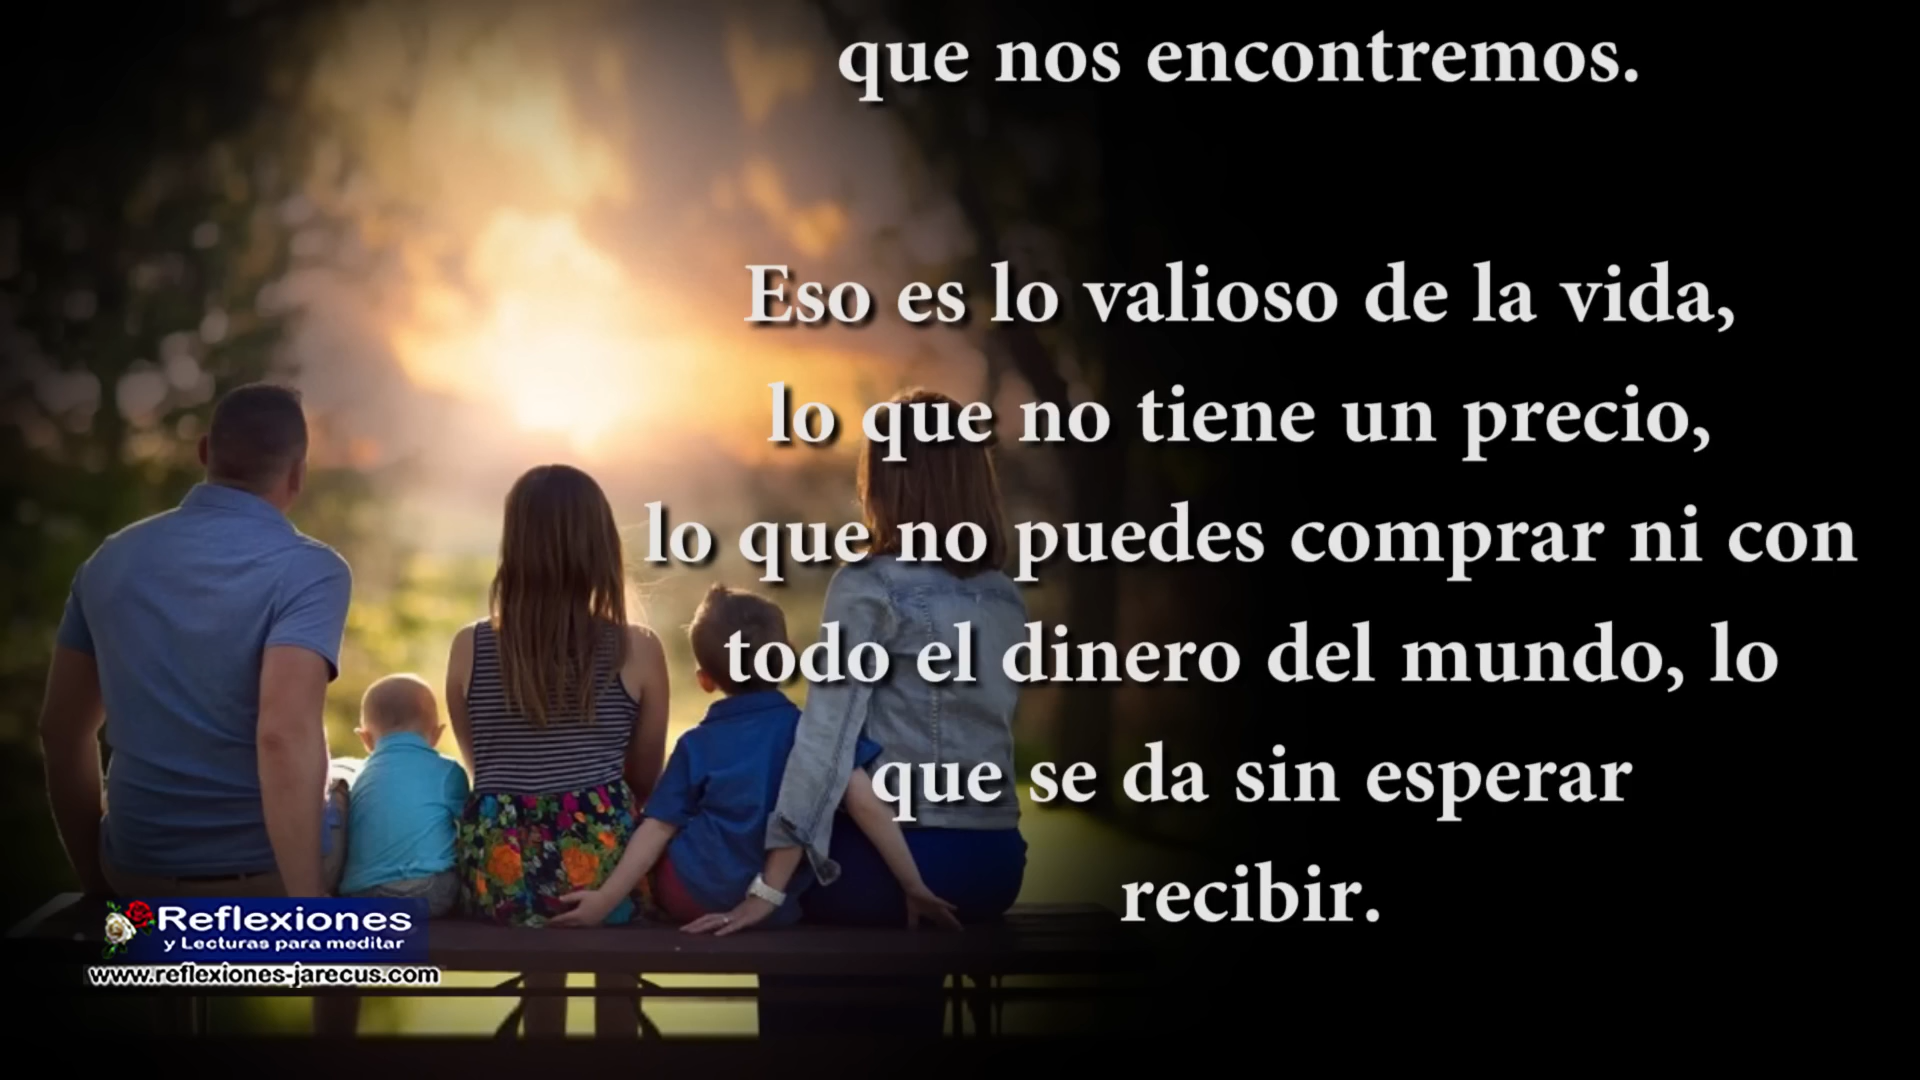 que nos encontremos.
Eso es lo valioso de la vida,
lo que no tiene un precio,
lo que no puedes comprar ni con
todo el dinero del mundo, lo
que se da sin esperar
recibir.
Reflexiones
y Lecturas para meditar
www.reflexiones-jarecus.com